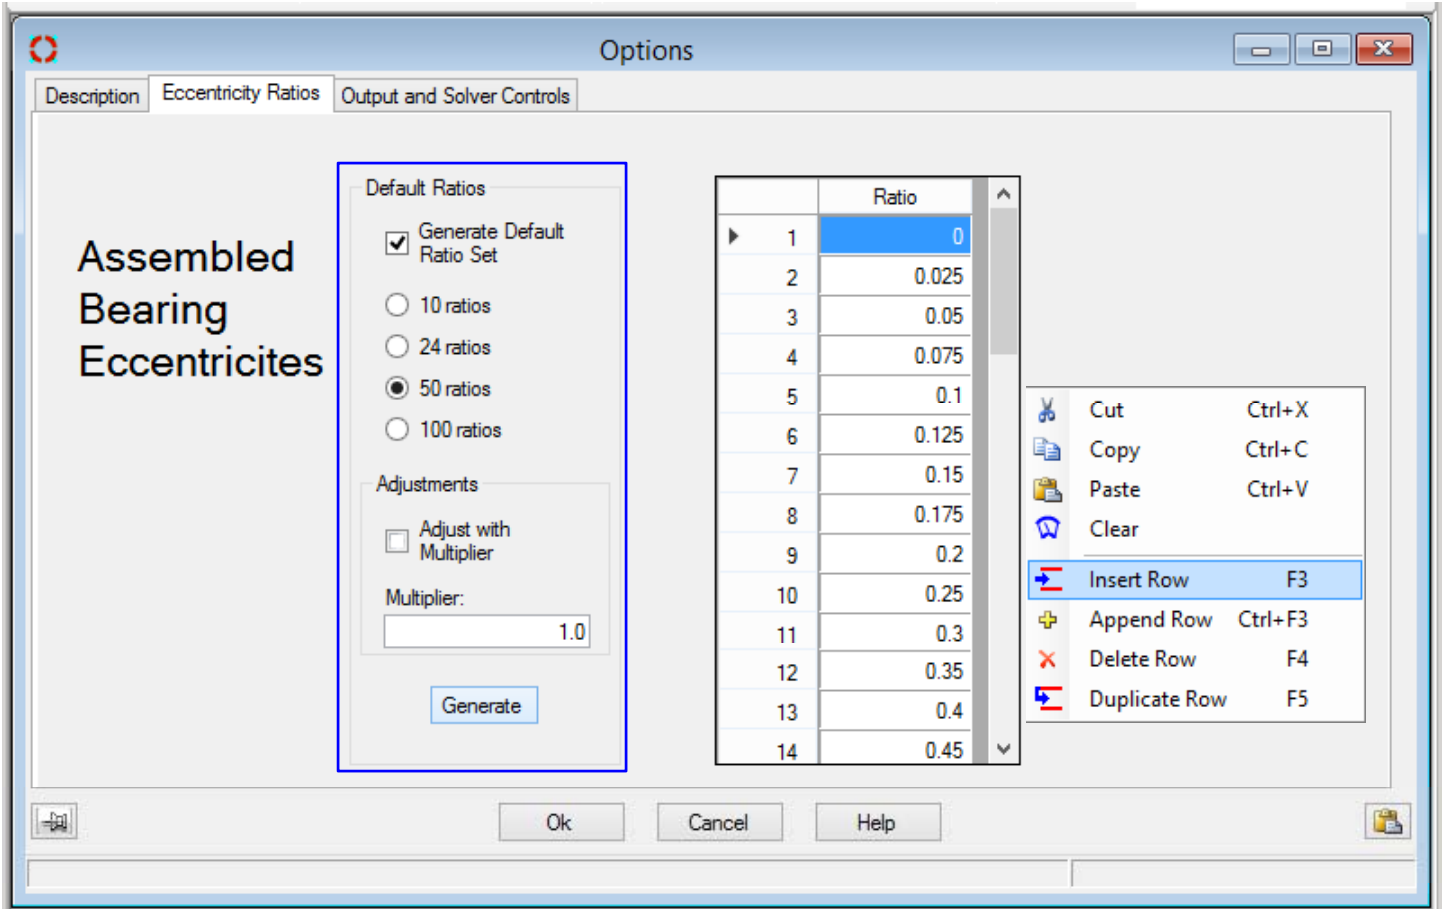 Options
Description
Eccentricity Ratios
Output and Solver Controls
Assembled
Bearing
Eccentricites
Default Ratios
Generate Default
Ratio Set
10 ratios
24 ratios
50 ratios
100 ratios
Adjustments
Adjust with
Multiplier
Multiplier:
1.0
Generate
Ratio
1 0
2 0.025
3 0.05
4 0.075
5 0.1
6 0.125
7 0.15
8 0.175
9 0.2
10 0.25
11 0.3
12 0.35
13 0.4
14 0.45
Cut Ctrl+X
Copy Ctrl+C
Paste Ctrl+V
Clear
Insert Row F3
Append Row Ctrl+F3
Delete Row F4
Duplicate Row F5
Ok
Cancel
Help